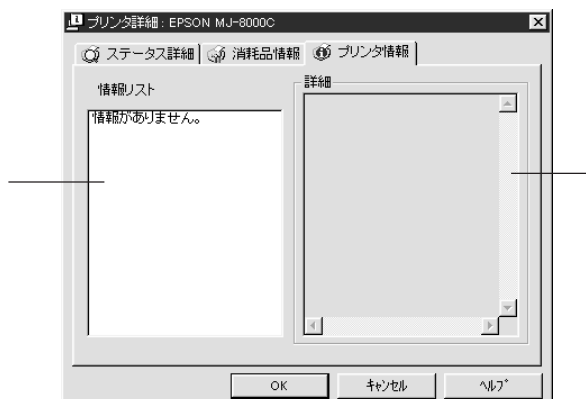 プリンタ詳細 : EPSON MJ-8000C
ステータス詳細 消耗品情報 プリンタ情報
情報リスト 詳細
情報がありません。
OK キャンセル ヘルプ